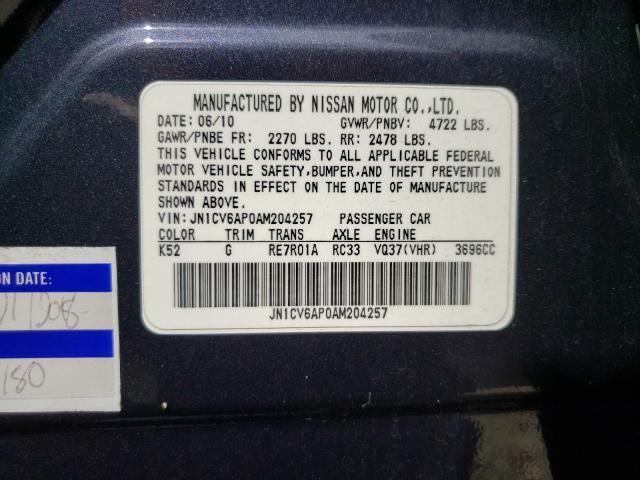 MANUFACTURED BY NISSAN MOTOR CO.,LTD.
DATE: 06/10 GVWR/PNBV: 4722 LBS.
GAWR/PNBE FR: 2270 LBS. RR: 2478 LBS.
THIS VEHICLE CONFORMS TO ALL APPLICABLE FEDERAL
MOTOR VEHICLE SAFETY,BUMPER,AND THEFT PREVENTION
STANDARDS IN EFFECT ON THE DATE OF MANUFACTURE
SHOWN ABOVE.
VIN: JN1CV6AP0AM204257 PASSENGER CAR
COLOR TRIM TRANS AXLE ENGINE
K52 G RE7R01A RC33 VQ37(VHR) 3696CC
JN1CV6AP0AM204257
ON DATE:
180